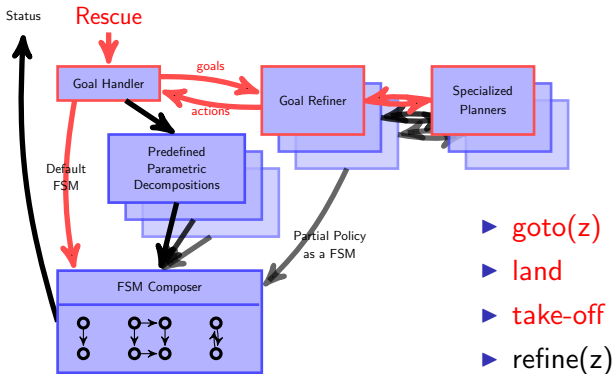 Status
Rescue
goals
Goal Handler
Goal Refiner
Specialized
Planners
actions
Default
FSM
Predefined
Parametric
Decompositions
Partial Policy
as a FSM
FSM Composer
goto(z)
land
take-off
refine(z)